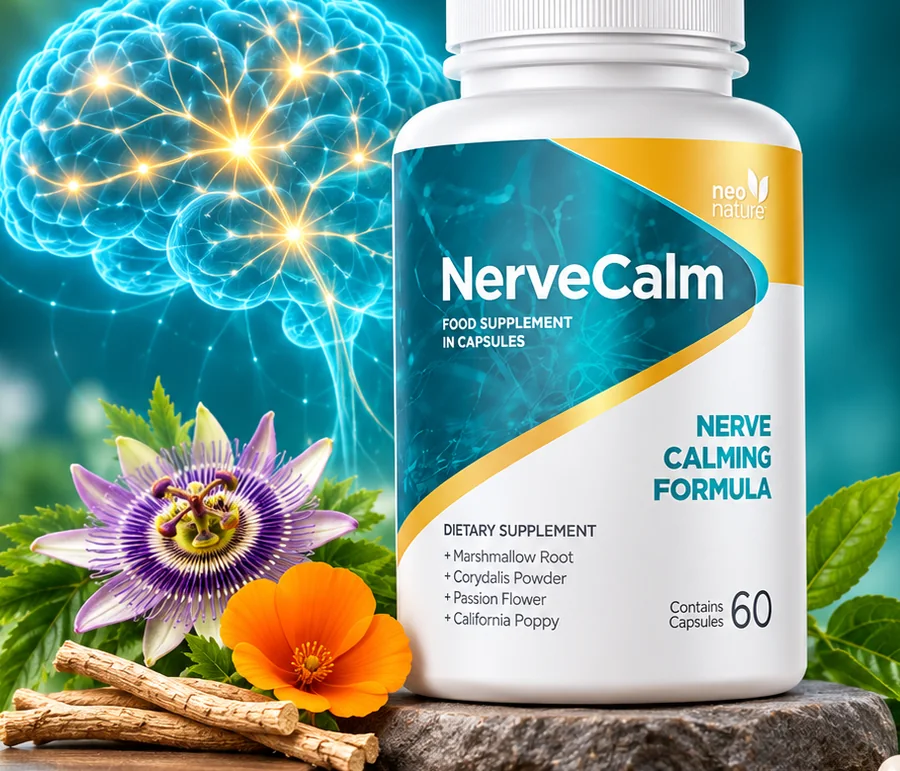 neo
nature
NerveCalm
FOOD SUPPLEMENT
IN CAPSULES
NERVE
CALMING
FORMULA
DIETARY SUPPLEMENT
+ Marshmallow Root
+ Corydalis Powder
+ Passion Flower
+ California Poppy
Contains
Capsules 60